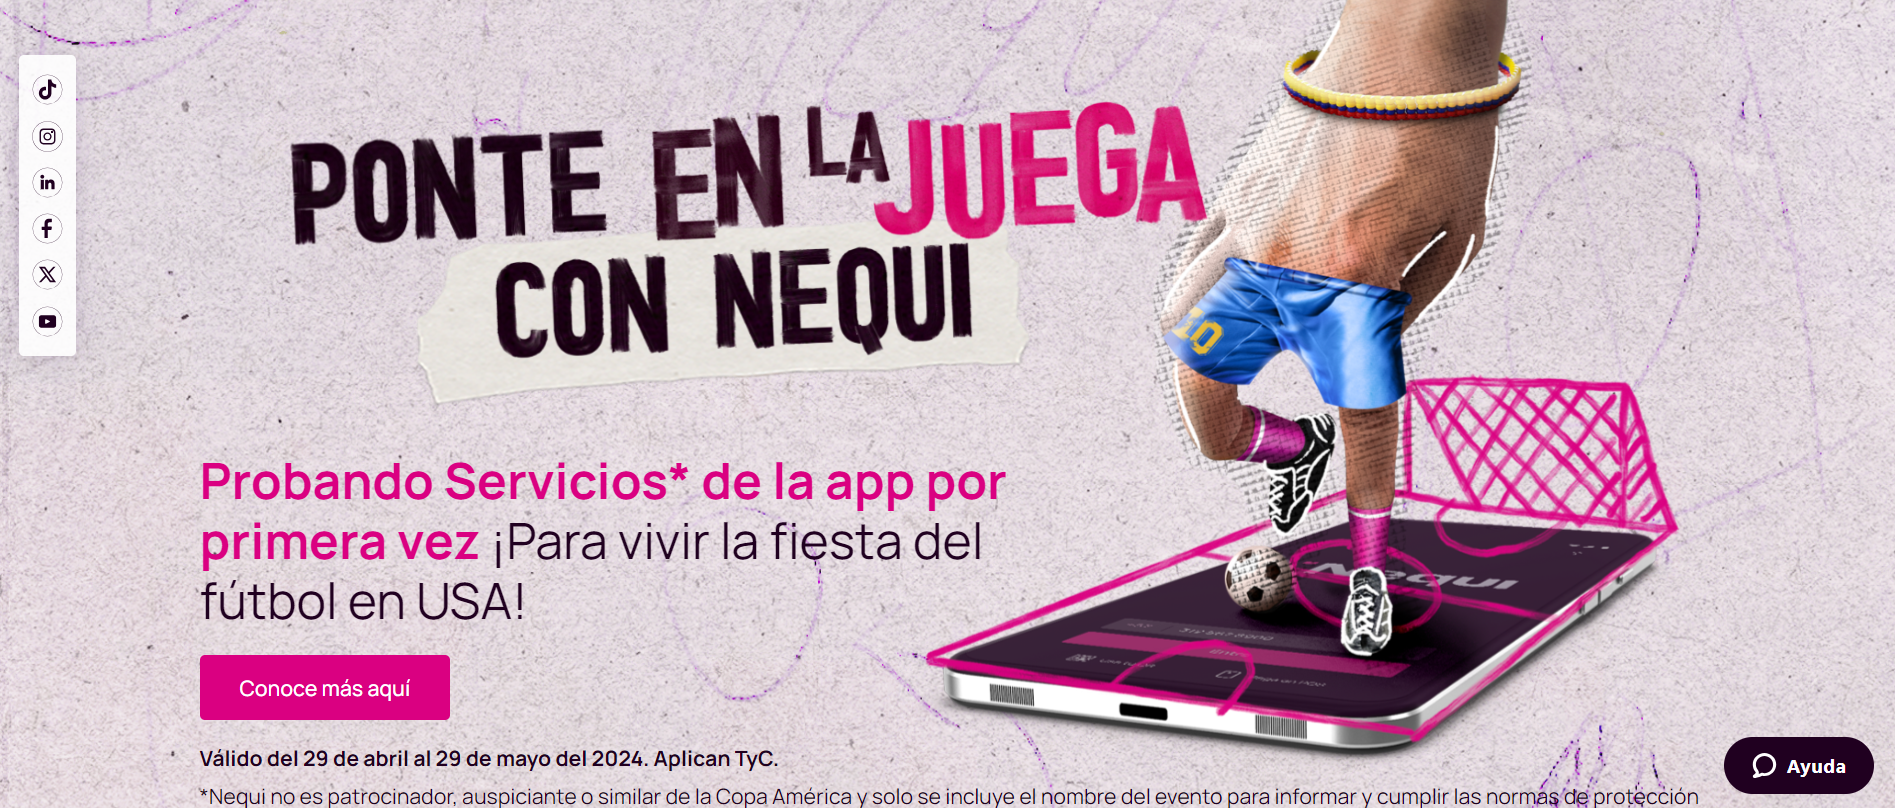 PONTE EN LA JUEGA
CON NEQUI
10
Probando Servicios* de la app por
primera vez ¡Para vivir la fiesta del
fútbol en USA!
Nequi
Conoce más aquí
Válido del 29 de abril al 29 de mayo del 2024. Aplican TyC.
Ayuda
*Nequi no es patrocinador, auspiciante o similar de la Copa América y solo se incluye el nombre del evento para informar y cumplir las normas de protección